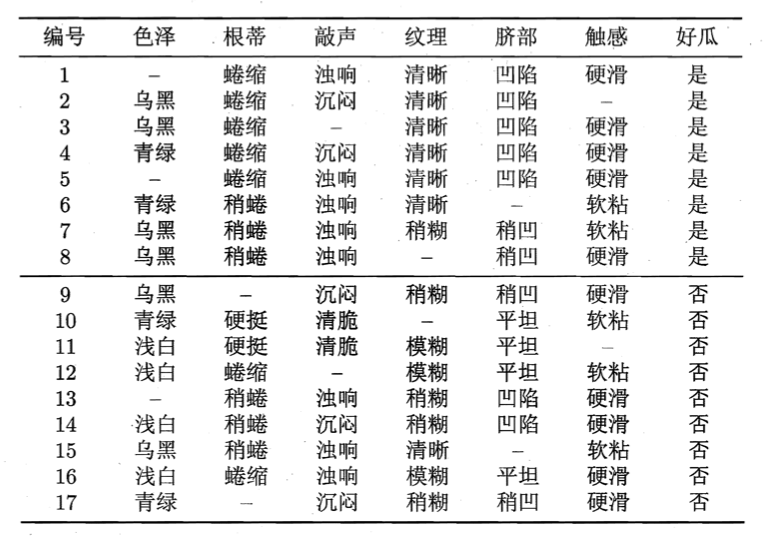 编号 色泽 根蒂 敲声 纹理 脐部 触感 好瓜
1 – 蜷缩 浊响 清晰 凹陷 硬滑 是
2 乌黑 蜷缩 沉闷 清晰 凹陷 – 是
3 乌黑 蜷缩 – 清晰 凹陷 硬滑 是
4 青绿 蜷缩 沉闷 清晰 凹陷 硬滑 是
5 – 蜷缩 浊响 清晰 凹陷 硬滑 是
6 青绿 稍蜷 浊响 清晰 – 软粘 是
7 乌黑 稍蜷 浊响 稍糊 稍凹 软粘 是
8 乌黑 稍蜷 浊响 – 稍凹 硬滑 是
9 乌黑 – 沉闷 稍糊 稍凹 硬滑 否
10 青绿 硬挺 清脆 – 平坦 软粘 否
11 浅白 硬挺 清脆 模糊 平坦 – 否
12 浅白 蜷缩 – 模糊 平坦 软粘 否
13 – 稍蜷 浊响 稍糊 凹陷 硬滑 否
14 浅白 稍蜷 沉闷 稍糊 凹陷 硬滑 否
15 乌黑 稍蜷 浊响 清晰 – 软粘 否
16 浅白 蜷缩 浊响 模糊 平坦 硬滑 否
17 青绿 – 沉闷 稍糊 稍凹 硬滑 否